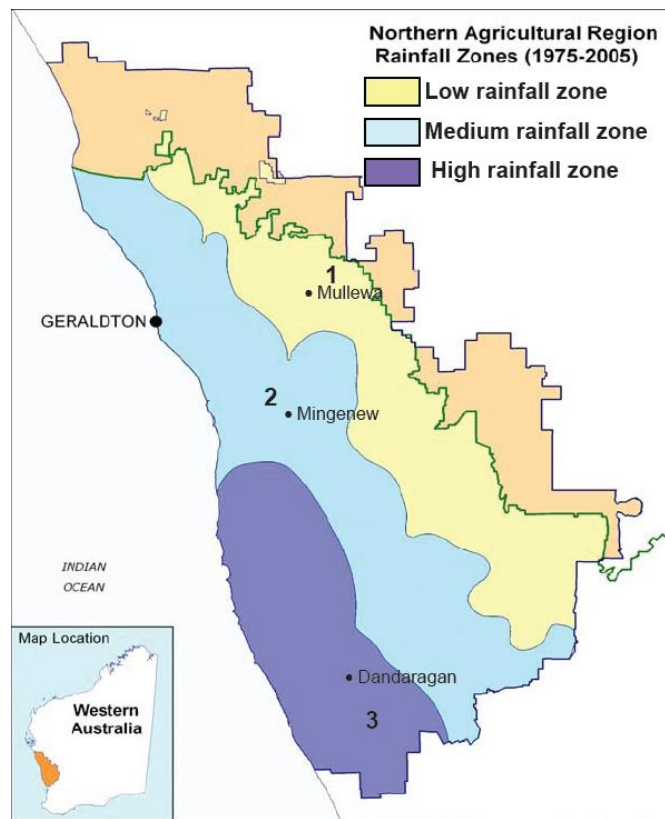 Northern Agricultural Region
Rainfall Zones (1975-2005)
Low rainfall zone
Medium rainfall zone
High rainfall zone
1
Mullewa
GERALDTON
2
Mingenew
INDIAN
OCEAN
Dandaragan
3
Map Location
Western
Australia